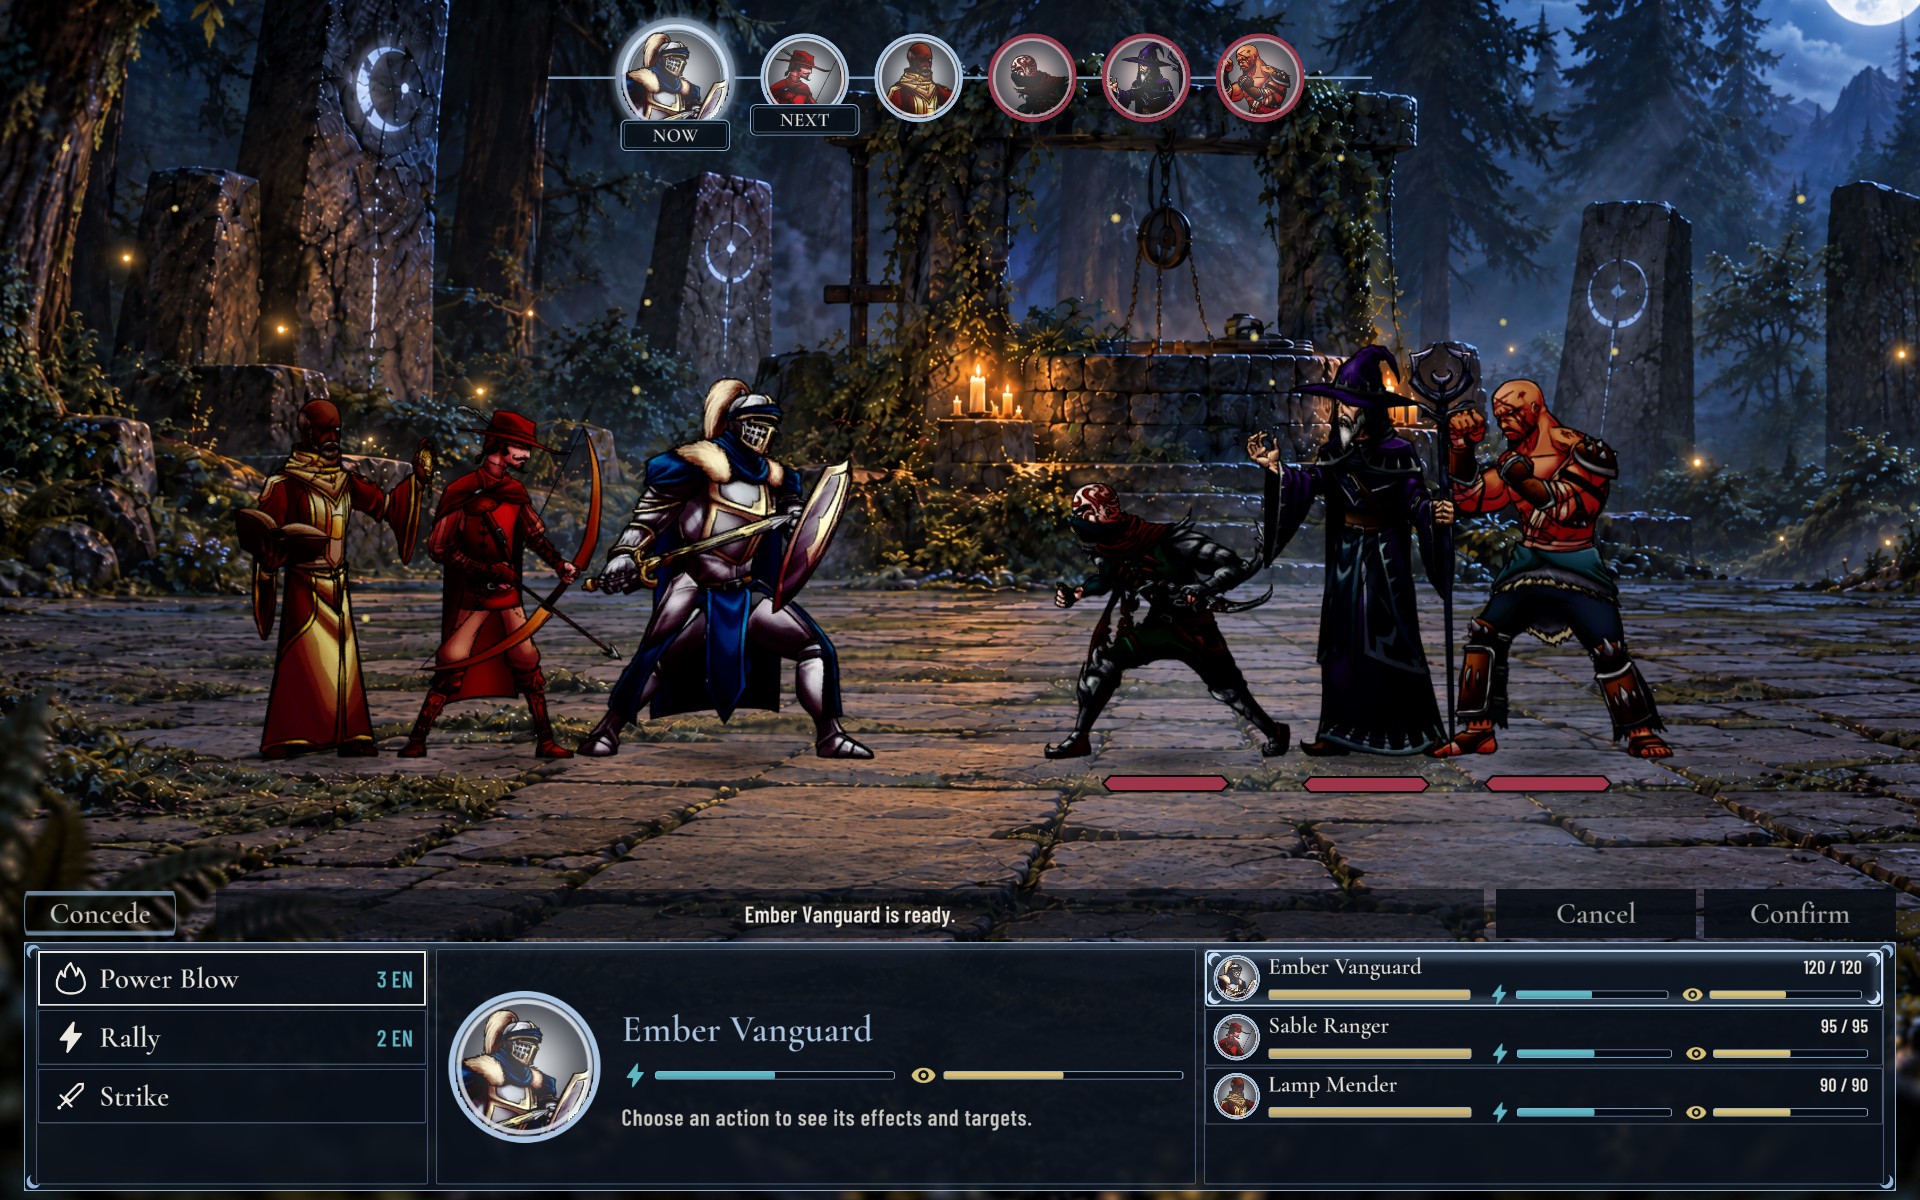 NOW
NEXT
Concede
Ember Vanguard is ready.
Cancel
Confirm
Power Blow 3 EN
Rally 2 EN
Strike
Ember Vanguard
Choose an action to see its effects and targets.
Ember Vanguard 120 / 120
Sable Ranger 95 / 95
Lamp Mender 90 / 90